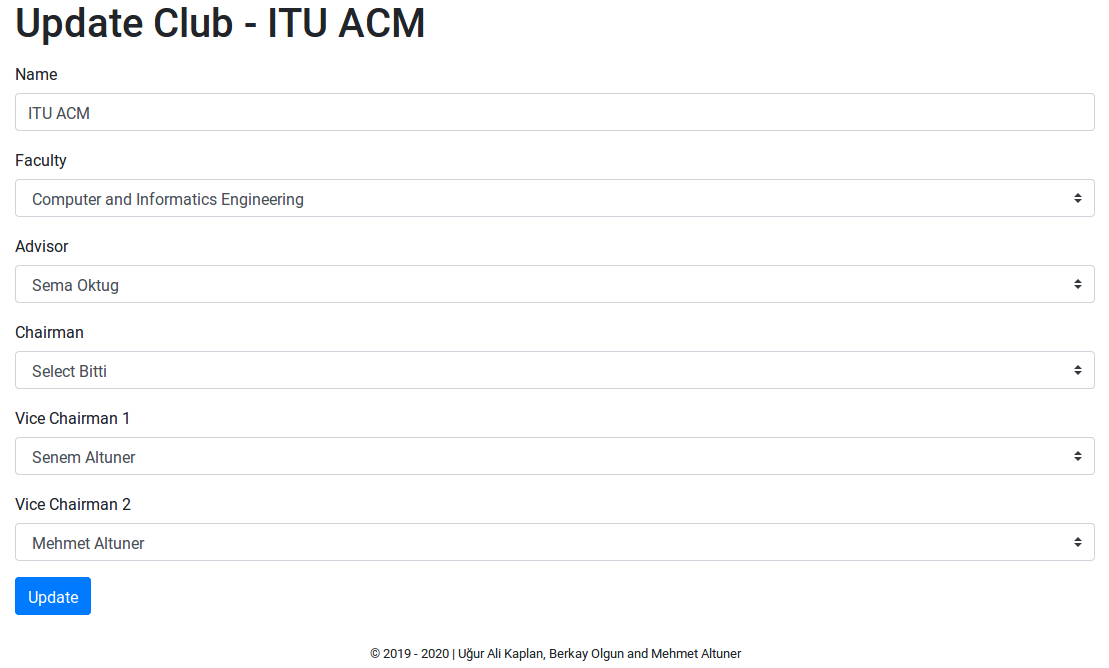 Update Club - ITU ACM
Name
ITU ACM
Faculty
Computer and Informatics Engineering
Advisor
Sema Oktug
Chairman
Select Bitti
Vice Chairman 1
Senem Altuner
Vice Chairman 2
Mehmet Altuner
Update
© 2019 - 2020 | Uğur Ali Kaplan, Berkay Olgun and Mehmet Altuner